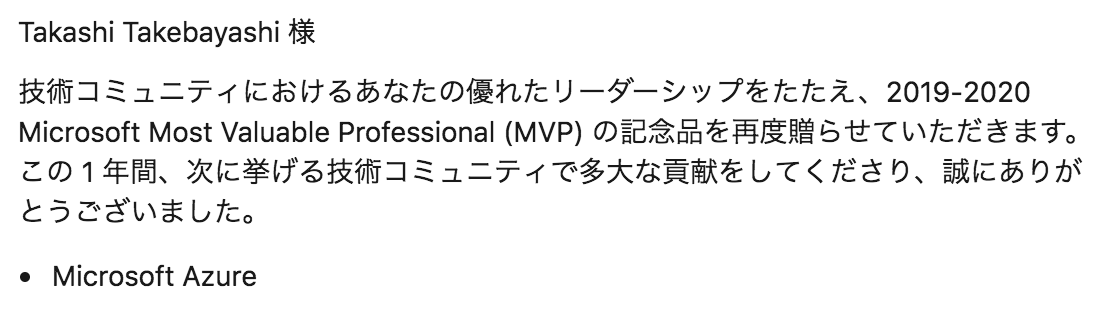 Takashi Takebayashi 様
技術コミュニティにおけるあなたの優れたリーダーシップをたたえ、2019-2020
Microsoft Most Valuable Professional (MVP) の記念品を再度贈らせていただきます。
この 1 年間、次に挙げる技術コミュニティで多大な貢献をしてくださり、誠にありが
とうございました。
• Microsoft Azure